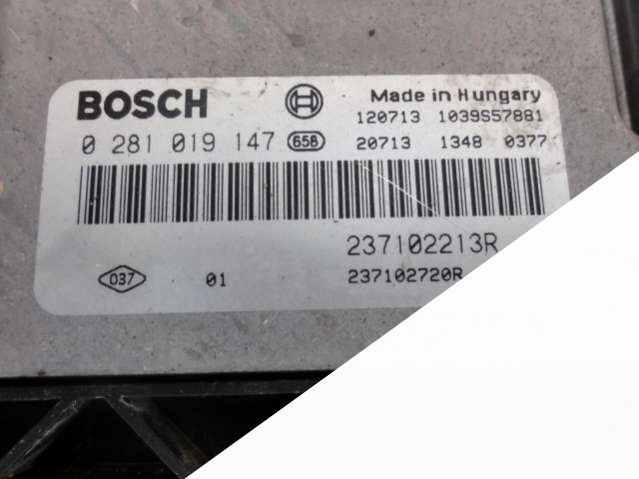 BOSCH Made in Hungary
120713 1039S57881
0 281 019 147 658 20713 1348 0377
237102213R
037 01 237102720R